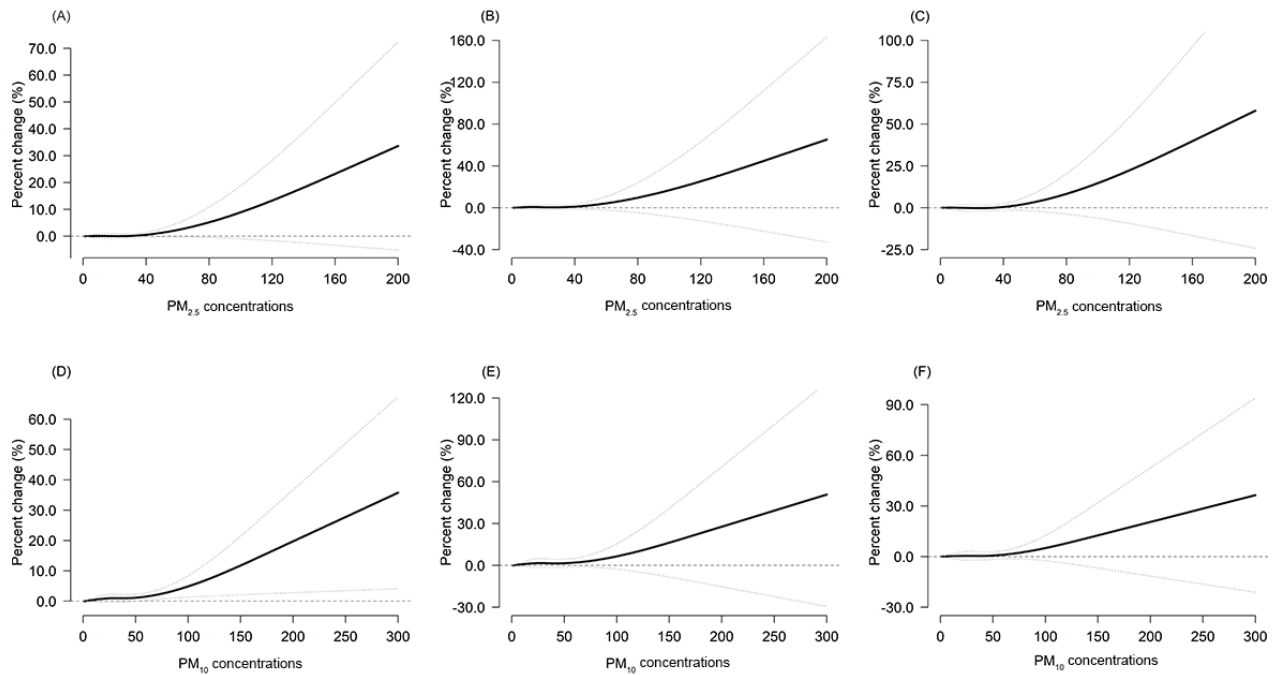 (A)
Percent change (%)
70.0
60.0
50.0
40.0
30.0
20.0
10.0
0.0
0 40 80 120 160 200
PM2.5 concentrations
(B)
Percent change (%)
160.0
120.0
80.0
40.0
0.0
-40.0
0 40 80 120 160 200
PM2.5 concentrations
(C)
Percent change (%)
100.0
75.0
50.0
25.0
0.0
-25.0
0 40 80 120 160 200
PM2.5 concentrations
(D)
Percent change (%)
60.0
50.0
40.0
30.0
20.0
10.0
0.0
0 50 100 150 200 250 300
PM10 concentrations
(E)
Percent change (%)
120.0
90.0
60.0
30.0
0.0
-30.0
0 50 100 150 200 250 300
PM10 concentrations
(F)
Percent change (%)
90.0
60.0
30.0
0.0
-30.0
0 50 100 150 200 250 300
PM10 concentrations